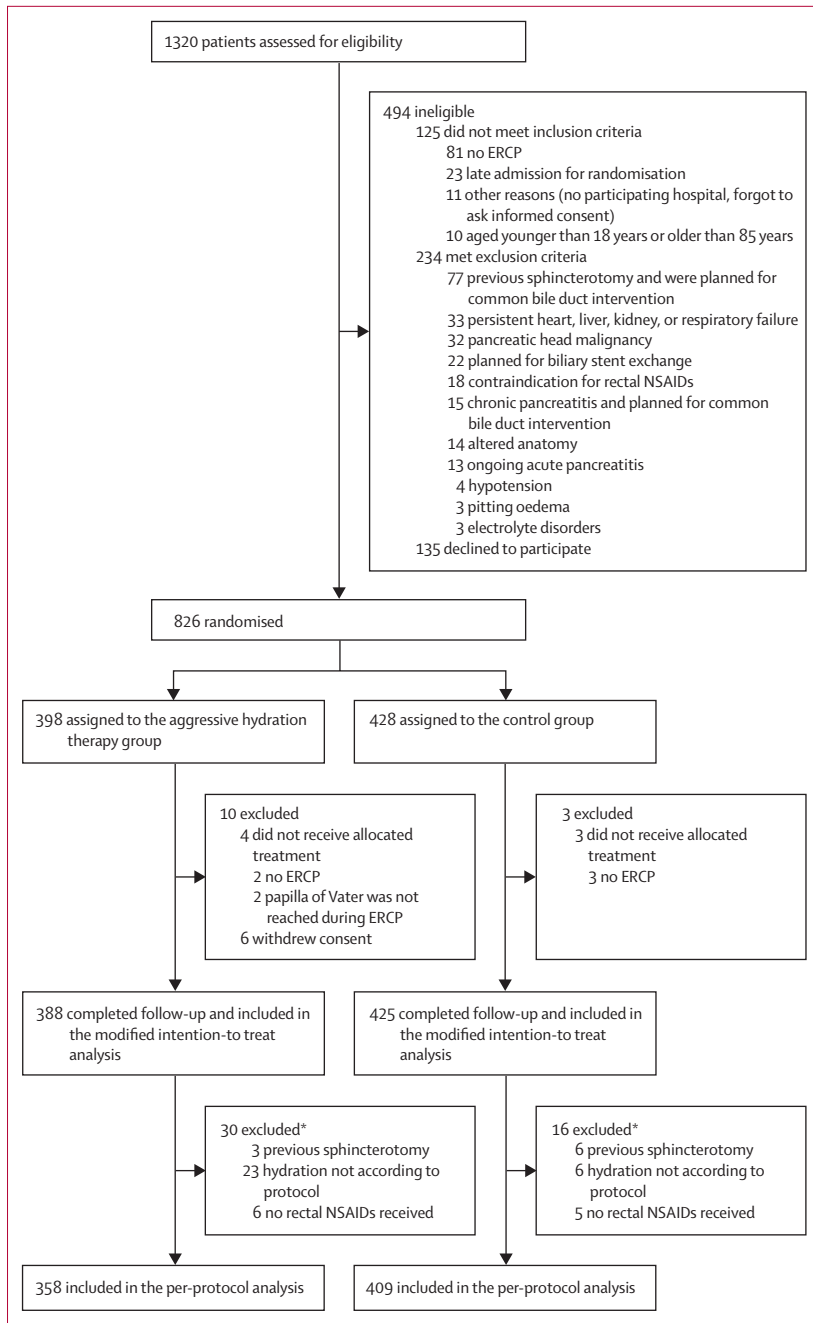 1320 patients assessed for eligibility
494 ineligible
125 did not meet inclusion criteria
81 no ERCP
23 late admission for randomisation
11 other reasons (no participating hospital, forgot to
ask informed consent)
10 aged younger than 18 years or older than 85 years
234 met exclusion criteria
77 previous sphincterotomy and were planned for
common bile duct intervention
33 persistent heart, liver, kidney, or respiratory failure
32 pancreatic head malignancy
22 planned for biliary stent exchange
18 contraindication for rectal NSAIDs
15 chronic pancreatitis and planned for common
bile duct intervention
14 altered anatomy
13 ongoing acute pancreatitis
4 hypotension
3 pitting oedema
3 electrolyte disorders
135 declined to participate
826 randomised
398 assigned to the aggressive hydration
therapy group
428 assigned to the control group
10 excluded
4 did not receive allocated
treatment
2 no ERCP
2 papilla of Vater was not
reached during ERCP
6 withdrew consent
3 excluded
3 did not receive allocated
treatment
3 no ERCP
388 completed follow-up and included in
the modified intention-to treat
analysis
425 completed follow-up and included in
the modified intention-to treat
analysis
30 excluded*
3 previous sphincterotomy
23 hydration not according to
protocol
6 no rectal NSAIDs received
16 excluded*
6 previous sphincterotomy
6 hydration not according to
protocol
5 no rectal NSAIDs received
358 included in the per-protocol analysis
409 included in the per-protocol analysis